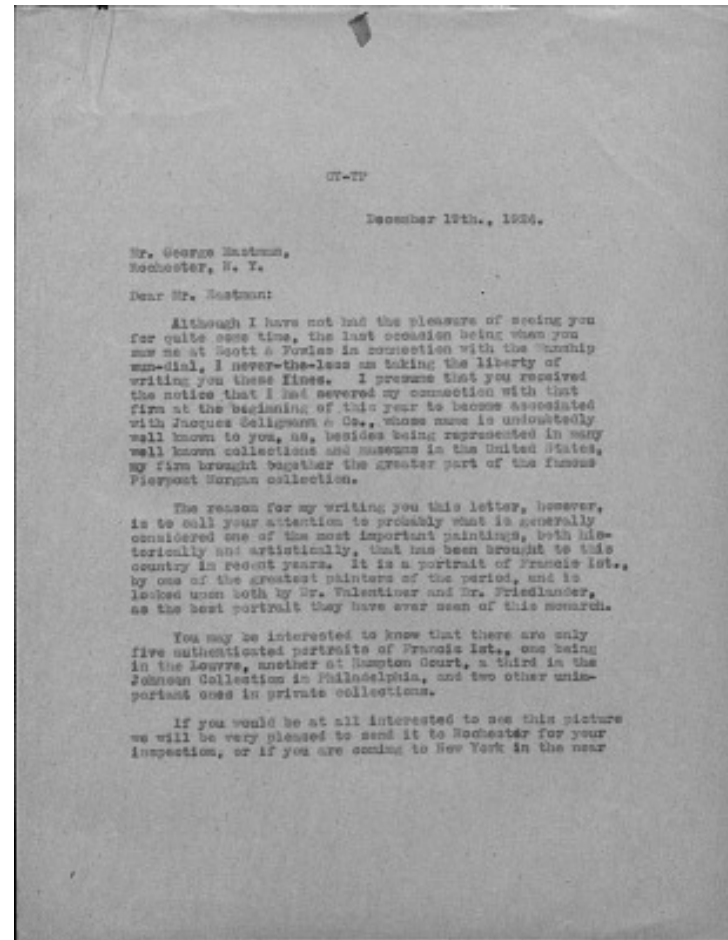 December 19th., 1924.
Mr. George Eastman,
Rochester, N. Y.
Dear Mr. Eastman:
Although I have not had the pleasure of seeing you
for quite some time, the last occasion being when you
saw me at Scott & Fowles in connection with the Manship
sun-dial, I never-the-less am taking the liberty of
writing you these lines. I presume that you received
the notice that I had severed my connection with that
firm at the beginning of this year to become associated
with Jacques Seligmann & Co., whose name is undoubtedly
well known to you, as, besides being represented in many
well known collections and museums in the United States,
my firm brought together the greater part of the famous
Pierpont Morgan collection.
The reason for my writing you this letter, however,
is to call your attention to probably what is generally
considered one of the most important paintings, both his-
torically and artistically, that has been brought to this
country in recent years. It is a portrait of Francis Ist.,
by one of the greatest painters of the period, and is
looked upon both by Dr. Valentiner and Dr. Friedlander,
as the best portrait they have ever seen of this monarch.
You may be interested to know that there are only
five authenticated portraits of Francis Ist., one being
in the Louvre, another at Hampton Court, a third in the
Johnson Collection in Philadelphia, and two other unim-
portant ones in private collections.
If you would be at all interested to see this picture
we will be very pleased to send it to Rochester for your
inspection, or if you are coming to New York in the near